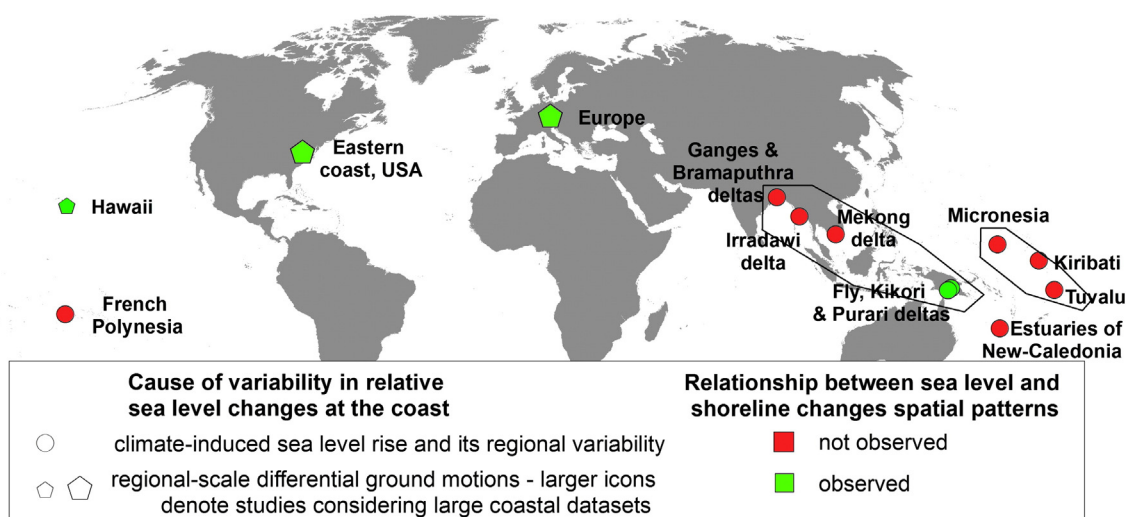 Europe
Eastern
coast, USA
Ganges &
Bramaputhra
deltas
Hawaii
Micronesia
Mekong
delta
Irradawi
delta
Kiribati
Fly, Kikori
& Purari deltas
Tuvalu
French
Polynesia
Estuaries of
New-Caledonia
Cause of variability in relative
sea level changes at the coast
climate-induced sea level rise and its regional variability
regional-scale differential ground motions - larger icons
denote studies considering large coastal datasets
Relationship between sea level and
shoreline changes spatial patterns
not observed
observed